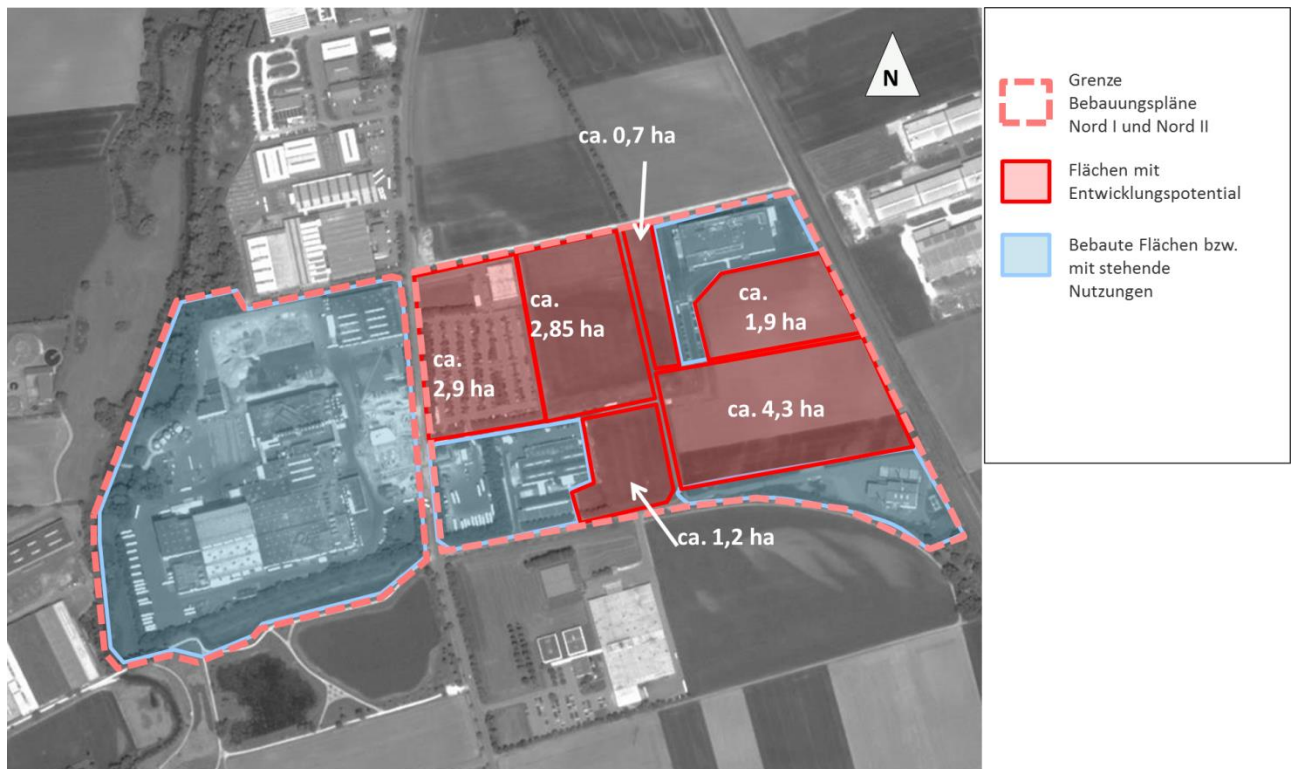 N
ca. 0,7 ha
ca.
2,85 ha
ca.
1,9 ha
ca.
2,9 ha
ca. 4,3 ha
ca. 1,2 ha
Grenze
Bebauungspläne
Nord I und Nord II
Flächen mit
Entwicklungspotential
Bebaute Flächen bzw.
mit stehende
Nutzungen